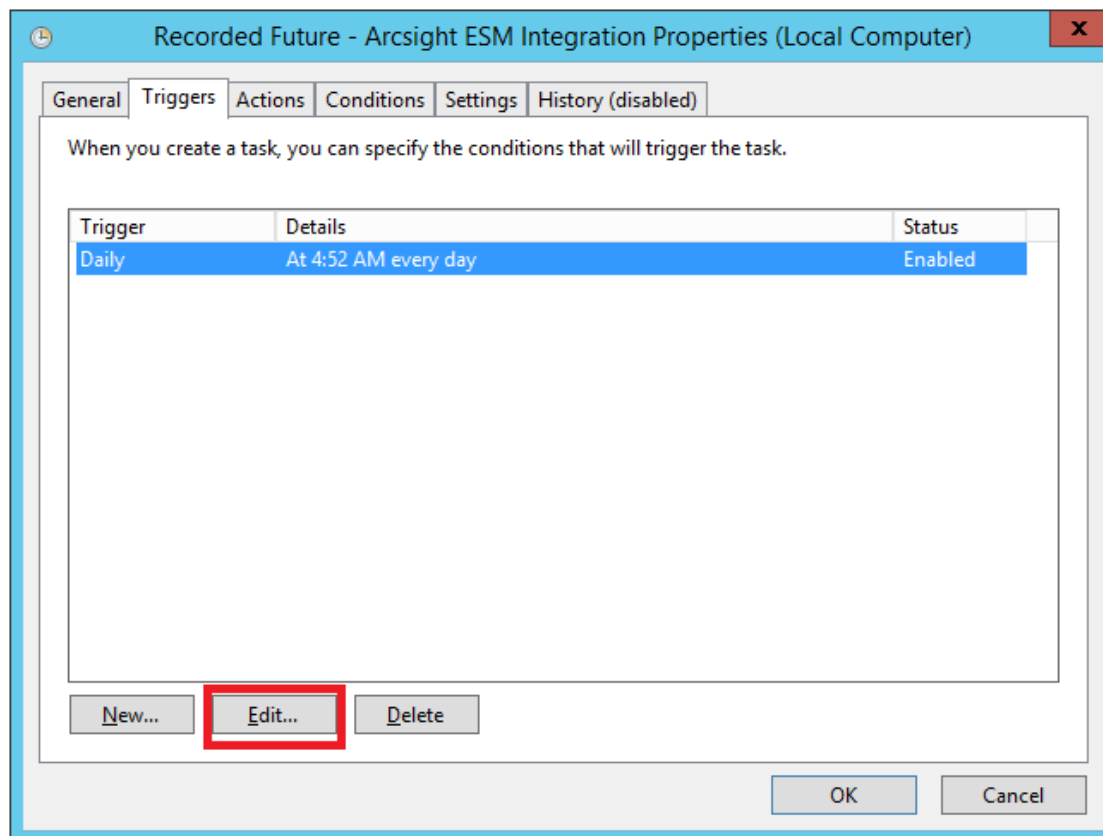 Recorded Future - Arcsight ESM Integration Properties (Local Computer)
x
General Triggers Actions Conditions Settings History (disabled)
When you create a task, you can specify the conditions that will trigger the task.
Trigger Details Status
Daily At 4:52 AM every day Enabled
New... Edit... Delete
OK Cancel